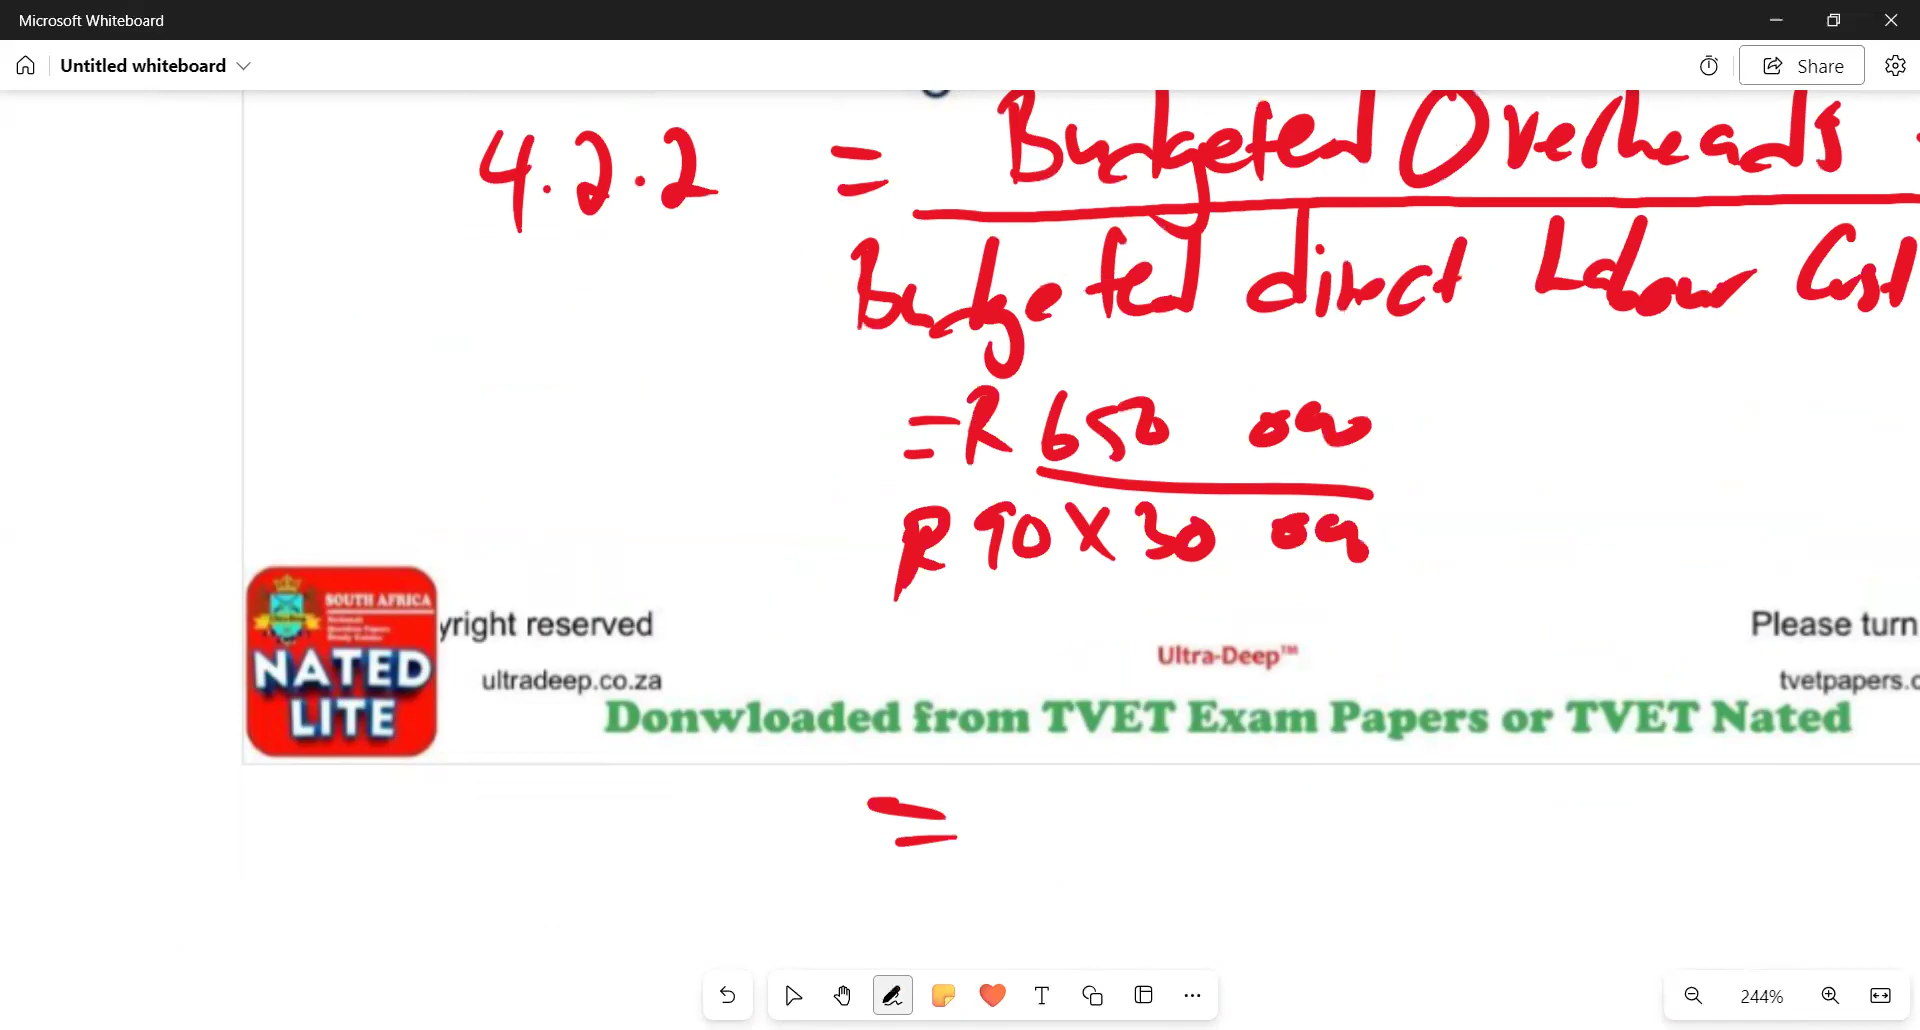 Microsoft Whiteboard
Untitled whiteboard
Share
4.2.2 = Budgeted Overheads
Budgeted direct Labour Cost
= R 650 000
R 90 X 30 000
SOUTH AFRICA
NATED
LITE
yright reserved
Please turn
Ultra-Deep™
ultradeep.co.za
tvetpapers.c
Donwloaded from TVET Exam Papers or TVET Nated
=
244%